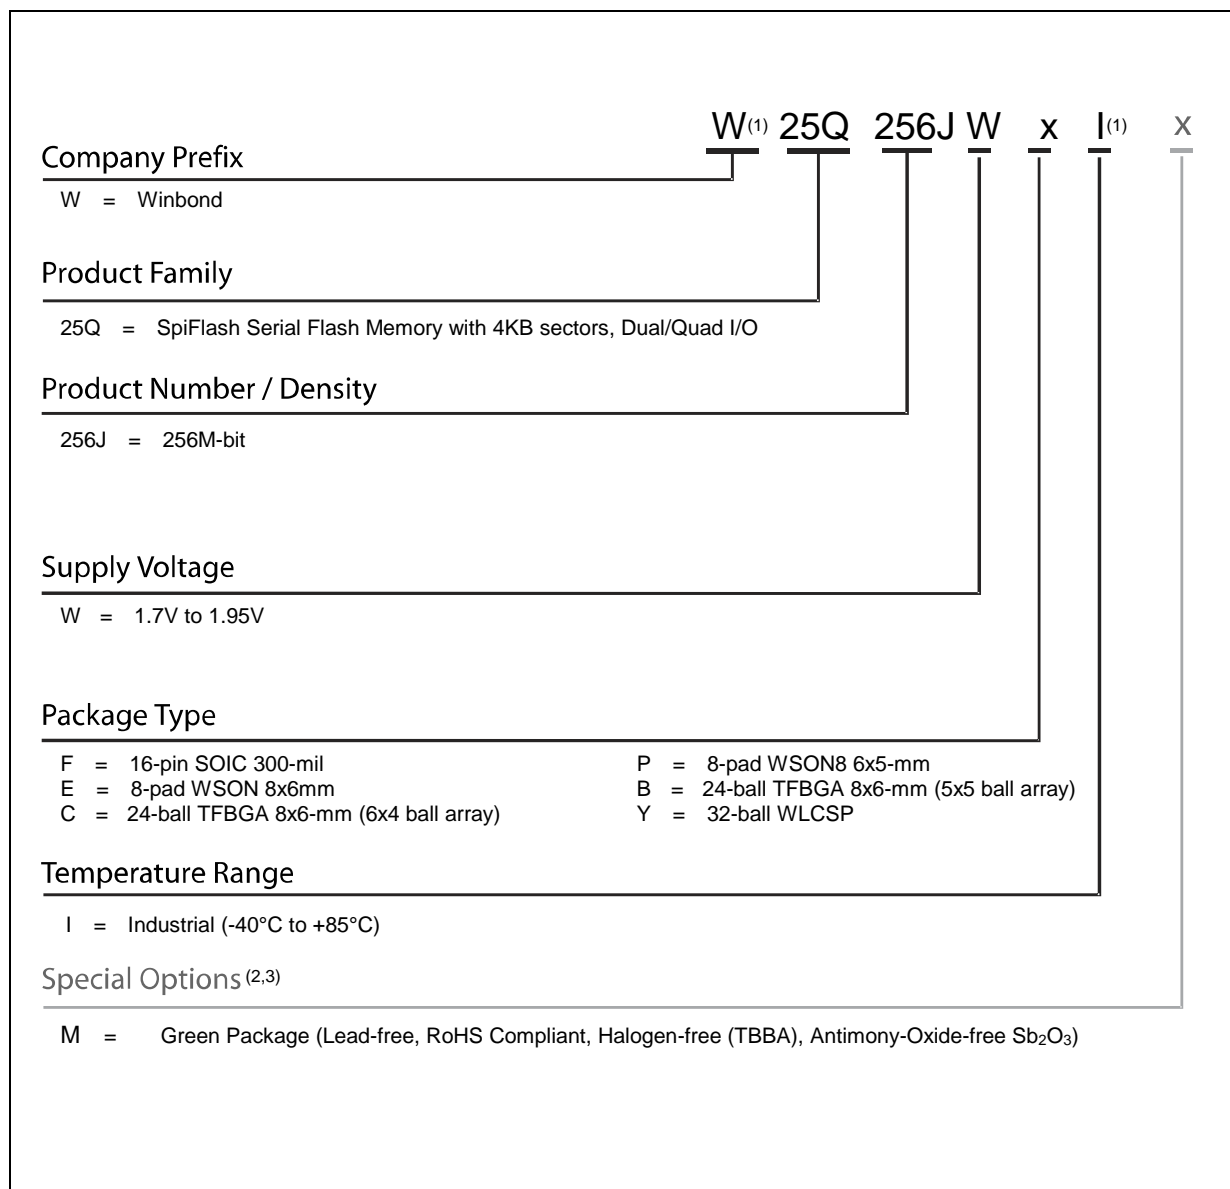 W(1) 25Q 256J W x I(1) x
Company Prefix
W = Winbond
Product Family
25Q = SpiFlash Serial Flash Memory with 4KB sectors, Dual/Quad I/O
Product Number / Density
256J = 256M-bit
Supply Voltage
W = 1.7V to 1.95V
Package Type
F = 16-pin SOIC 300-mil P = 8-pad WSON8 6x5-mm
E = 8-pad WSON 8x6mm B = 24-ball TFBGA 8x6-mm (5x5 ball array)
C = 24-ball TFBGA 8x6-mm (6x4 ball array) Y = 32-ball WLCSP
Temperature Range
I = Industrial (-40°C to +85°C)
Special Options (2,3)
M = Green Package (Lead-free, RoHS Compliant, Halogen-free (TBBA), Antimony-Oxide-free Sb₂O₃)